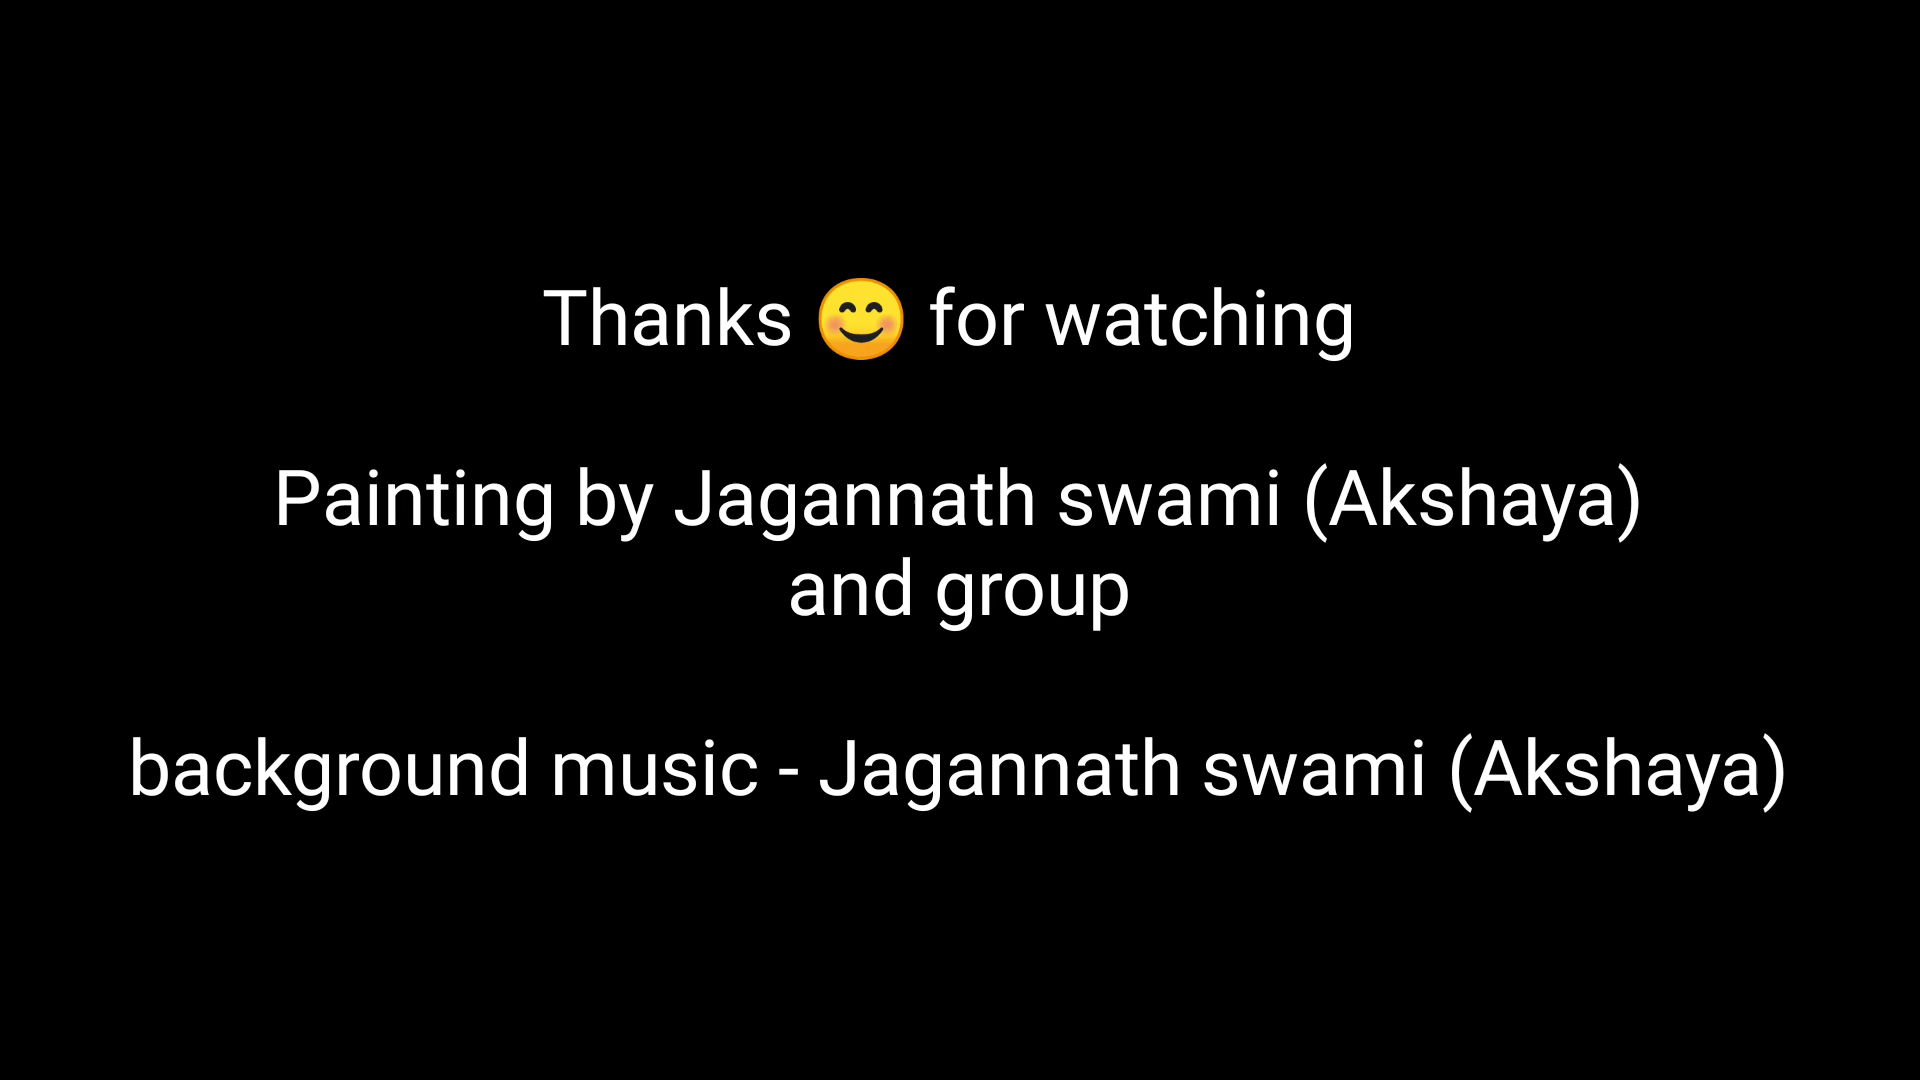 Thanks 😊 for watching
Painting by Jagannath swami (Akshaya)
and group
background music - Jagannath swami (Akshaya)